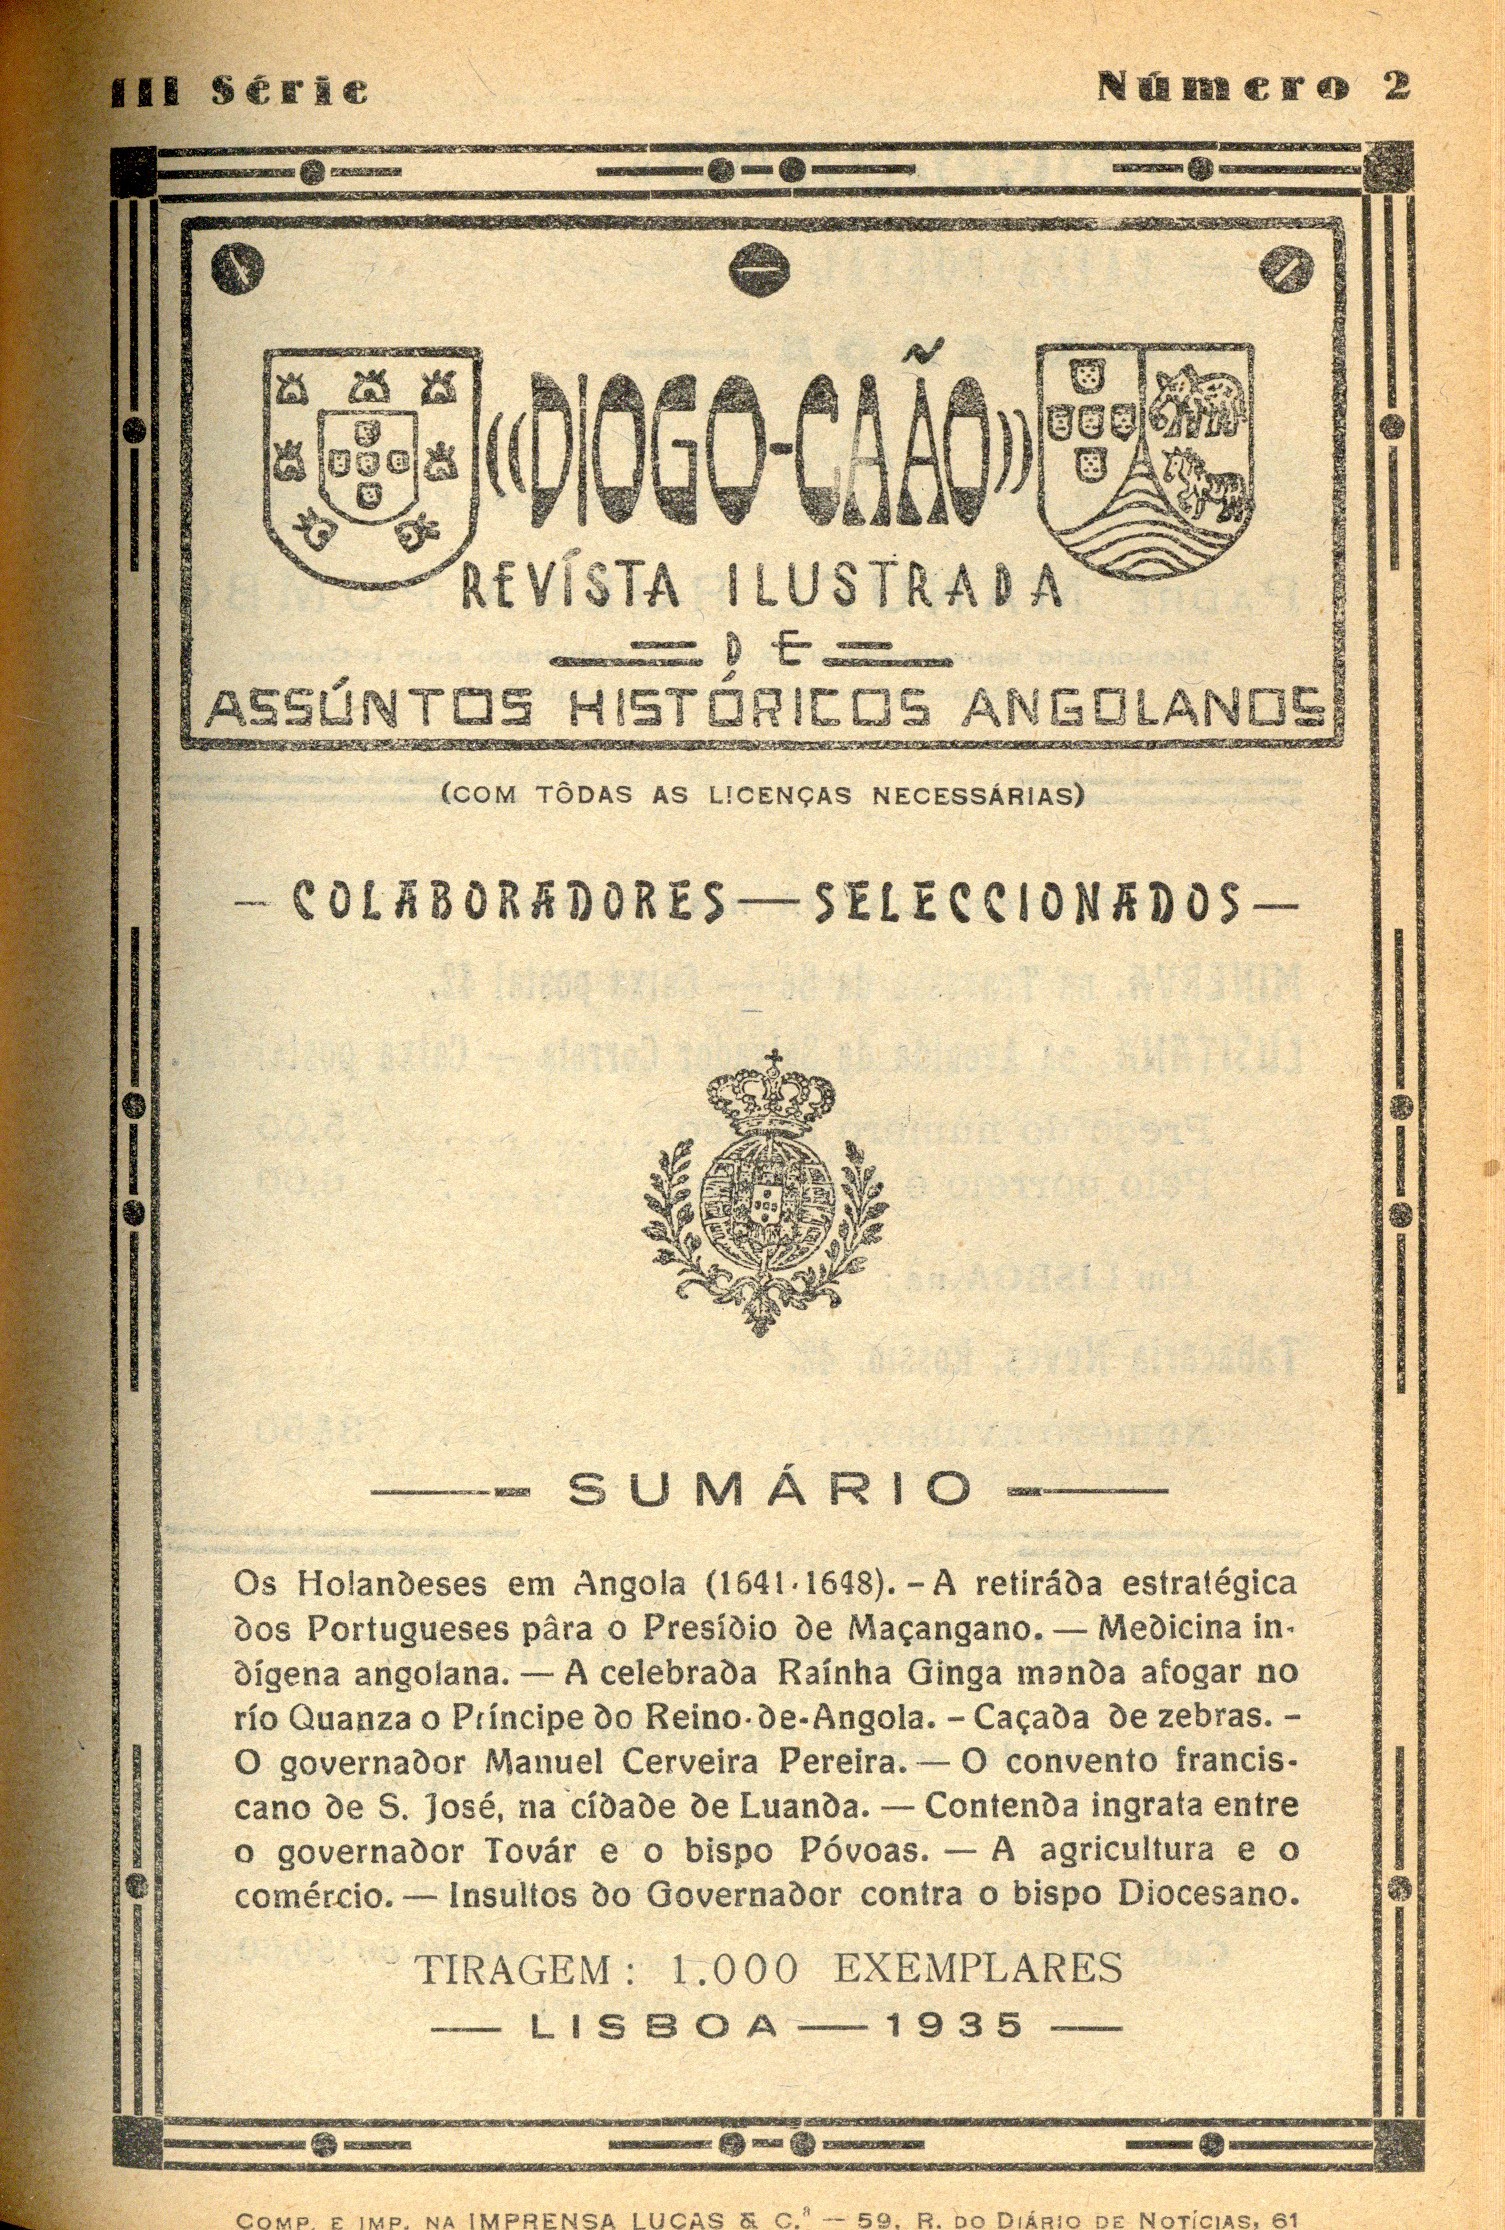 III Série
Número 2
«DIOGO-CAÃO»
REVÍSTA ILUSTRADA
DE
ASSÚNTOS HISTÓRICOS ANGOLANOS
(COM TÔDAS AS LICENÇAS NECESSÁRIAS)
— COLABORADORES — SELECCIONADOS —
SUMÁRIO
Os Holandeses em Angola (1641-1648). – A retiráda estratégica
dos Portugueses pâra o Presídio de Maçangano. — Medicina in-
dígena angolana. — A celebrada Raínha Ginga manda afogar no
río Quanza o Príncipe do Reino-de-Angola. – Caçada de zebras. –
O governador Manuel Cerveira Pereira. — O convento francis-
cano de S. José, na cídade de Luanda. — Contenda ingrata entre
o governador Továr e o bispo Póvoas. — A agricultura e o
comércio. — Insultos do Governador contra o bispo Diocesano.
TIRAGEM: 1.000 EXEMPLARES
— LISBOA — 1935 —
COMP. E IMP. NA IMPRENSA LUCAS & C.ª — 59, R. DO DIÁRIO DE NOTÍCIAS, 61